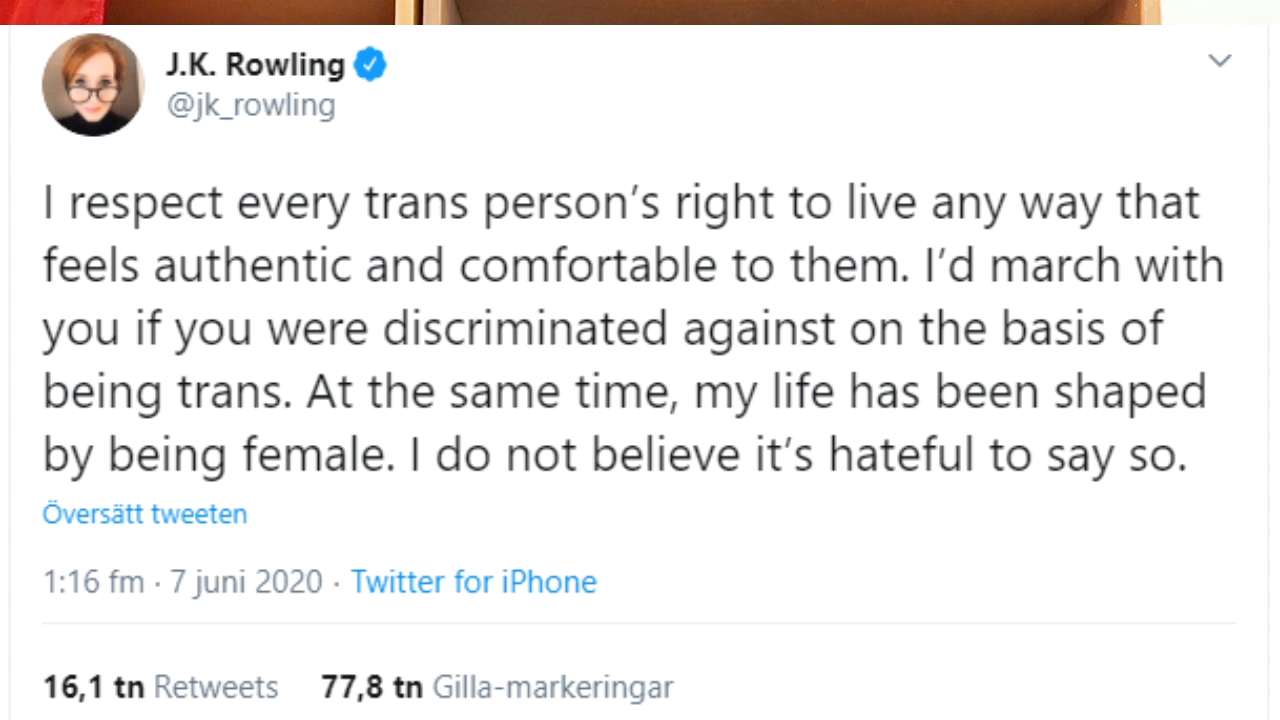 J.K. Rowling
@jk_rowling
I respect every trans person’s right to live any way that
feels authentic and comfortable to them. I’d march with
you if you were discriminated against on the basis of
being trans. At the same time, my life has been shaped
by being female. I do not believe it’s hateful to say so.
Översätt tweeten
1:16 fm · 7 juni 2020 · Twitter for iPhone
16,1 tn Retweets 77,8 tn Gilla-markeringar